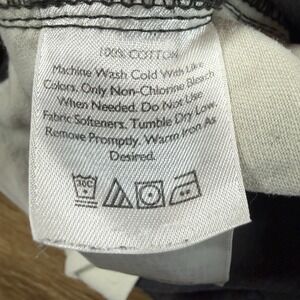 100% COTTON
Machine Wash Cold With Like
Colors. Only Non-Chlorine Bleach
When Needed. Do Not Use
Fabric Softeners. Tumble Dry Low.
Remove Promptly. Warm Iron As
Desired.
30C